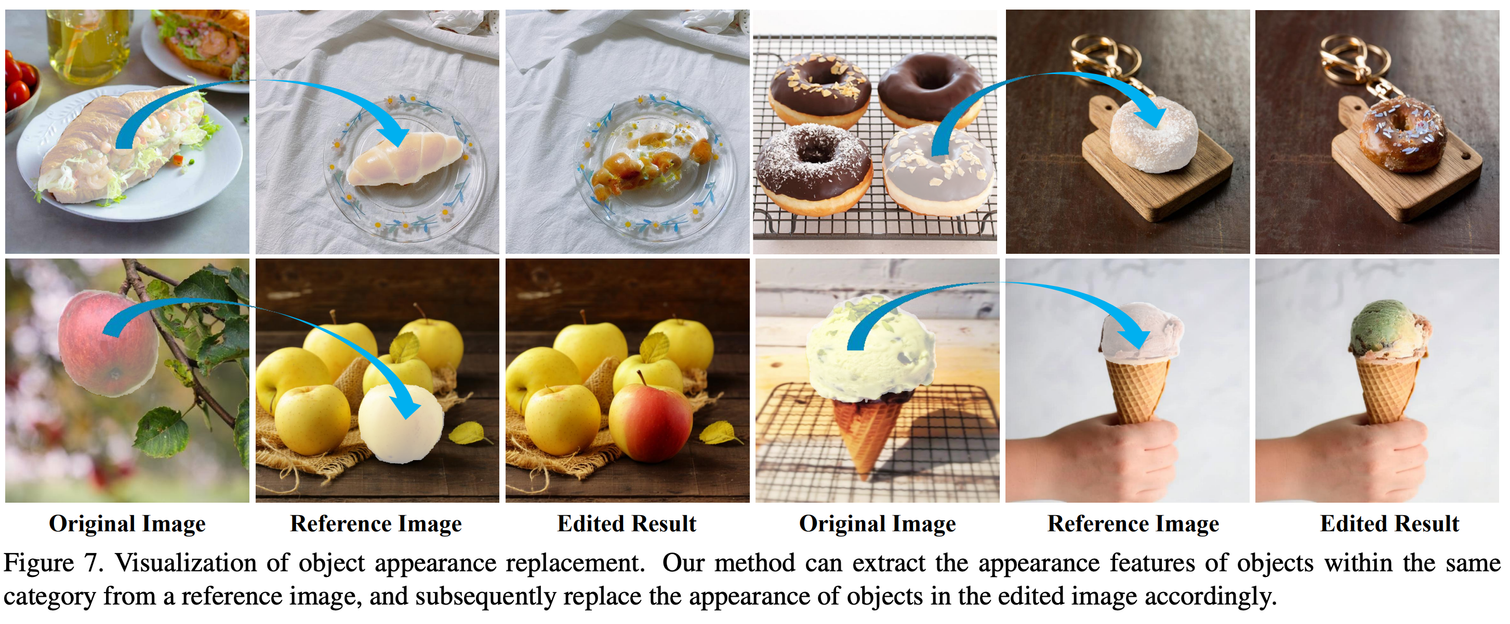 Original Image Reference Image Edited Result Original Image Reference Image Edited Result
Figure 7. Visualization of object appearance replacement. Our method can extract the appearance features of objects within the same
category from a reference image, and subsequently replace the appearance of objects in the edited image accordingly.